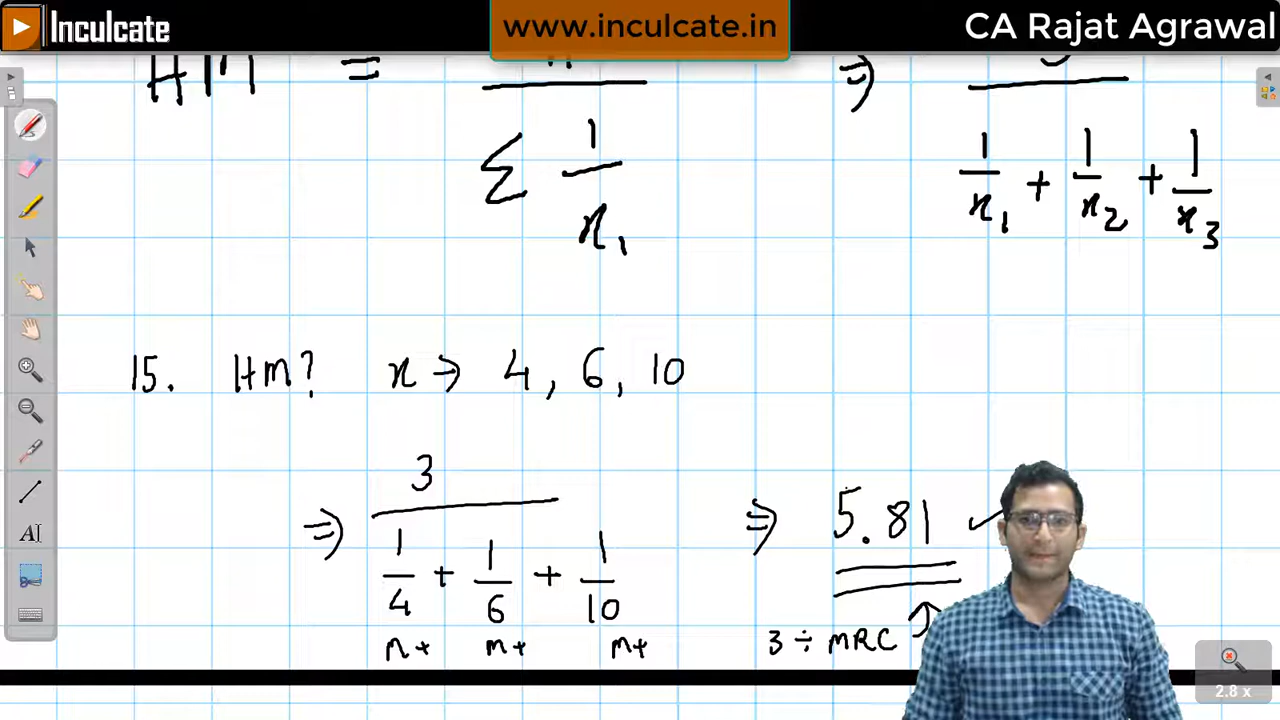 Inculcate
www.inculcate.in
CA Rajat Agrawal
HM = n / Σ 1/x₁ ⇒ 3 / 1/x₁ + 1/x₂ + 1/x₃
15. HM? x → 4, 6, 10
⇒ 3 / 1/4 + 1/6 + 1/10 ⇒ 5.81 ✓
m+ m+ m+ 3 ÷ MRC ↑
AI
2.8 x